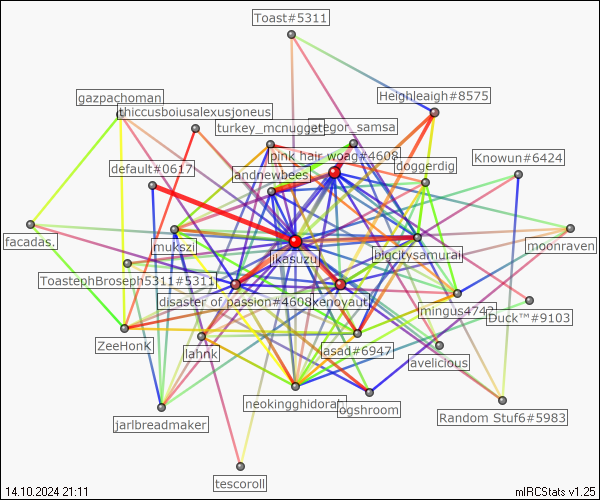 Toast#5311
gazpachoman
Heighleaigh#8575
thiccusboiusalexusjoneus
turkey_mcnugget
pink hair woag#4608
doggerdig
Knowun#6424
default#0617
andnewbees
facadas.
mukszi
ikasuzu
bigcitysamurai
moonraven
ToastephBroseph5311#5311
disaster of passion#4608
kenoyaut
mingus4742
Duck™#9103
ZeeHonk
lahnk
asad#6947
avelicious
jarlbreadmaker
neokingghidorah
ogshroom
Random Stuf6#5983
tescoroll
14.10.2024 21:11
mIRCStats v1.25